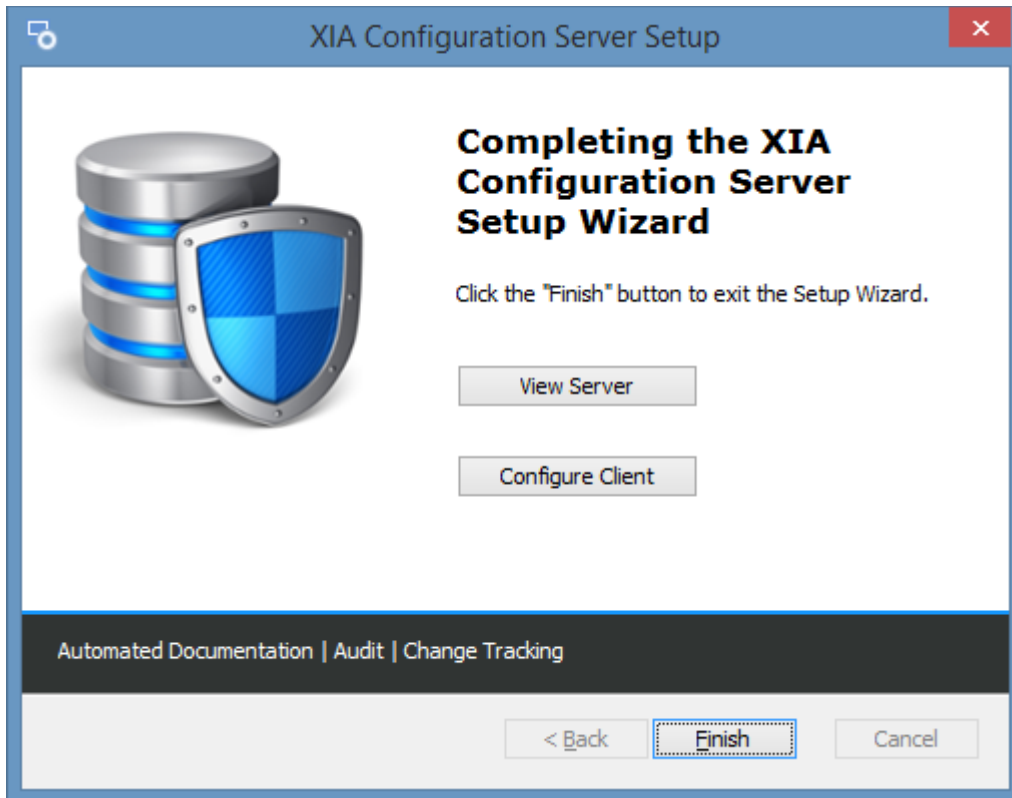 XIA Configuration Server Setup
Completing the XIA
Configuration Server
Setup Wizard
Click the "Finish" button to exit the Setup Wizard.
View Server
Configure Client
Automated Documentation | Audit | Change Tracking
< Back
Finish
Cancel